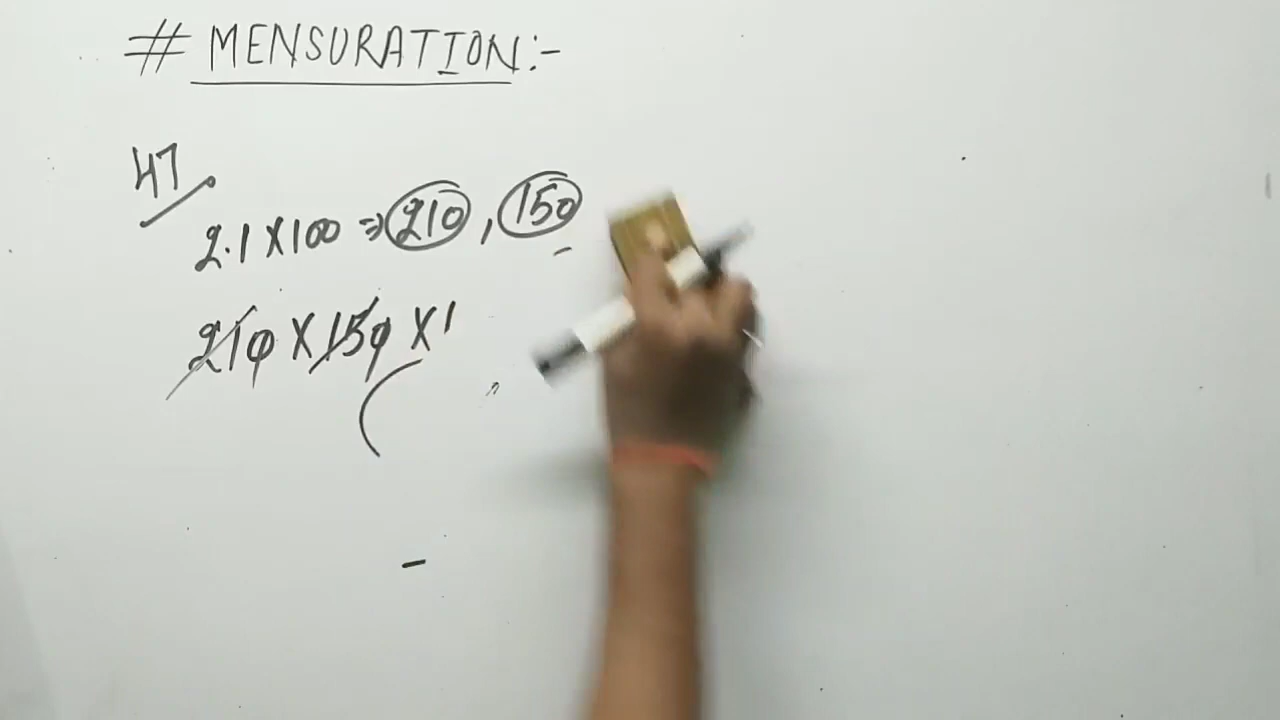 # MENSURATION:-
47
2.1 X 100 ⇒ 210 , 150
210 X 150 X 1